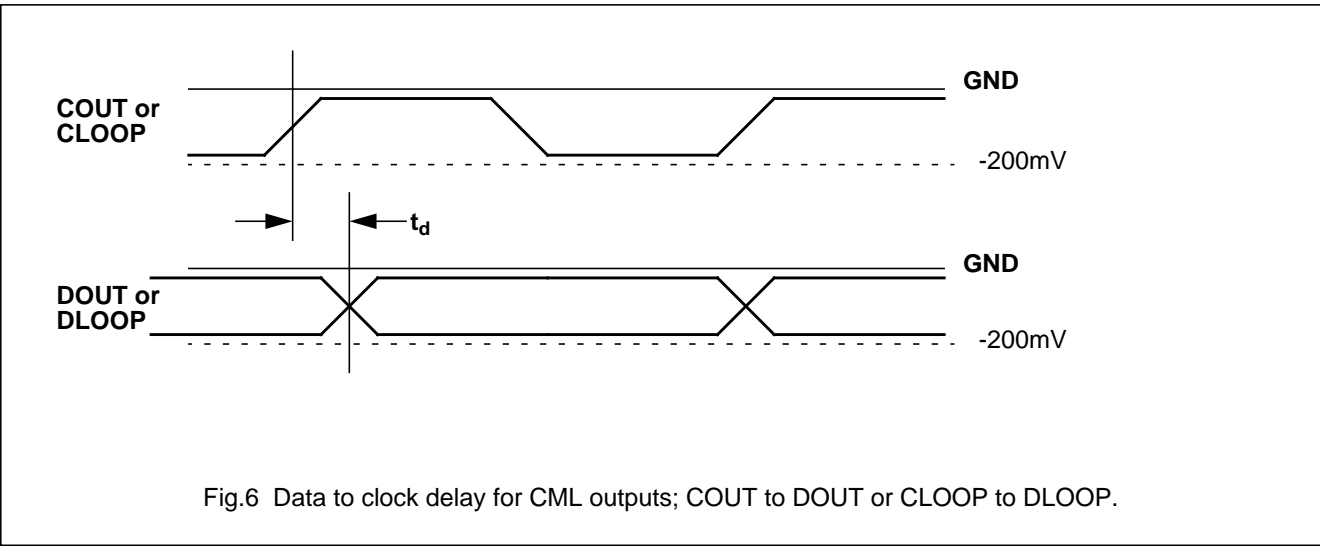 COUT or
CLOOP
GND
-200mV
td
DOUT or
DLOOP
GND
-200mV
Fig.6 Data to clock delay for CML outputs; COUT to DOUT or CLOOP to DLOOP.